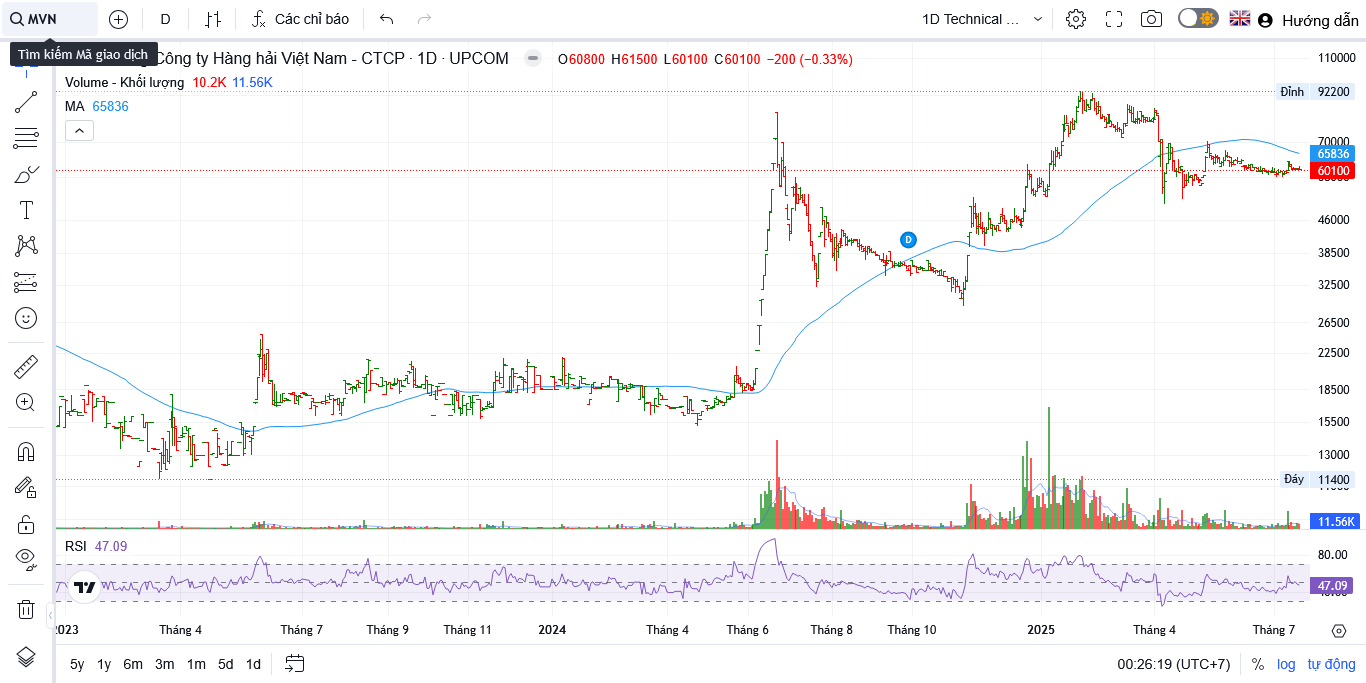 MVN D Các chỉ báo 1D Technical ... Hướng dẫn
Tìm kiếm Mã giao dịch
Công ty Hàng hải Việt Nam - CTCP · 1D · UPCOM O60800 H61500 L60100 C60100 −200 (−0.33%)
Volume - Khối lượng 10.2K 11.56K
MA 65836
110000
Đỉnh 92200
70000
65836
60100
46000
D
38500
32500
26500
22500
18500
15500
13000
Đáy 11400
11.56K
RSI 47.09
80.00
47.09
2023 Tháng 4 Tháng 7 Tháng 9 Tháng 11 2024 Tháng 4 Tháng 6 Tháng 8 Tháng 10 2025 Tháng 4 Tháng 7
5y 1y 6m 3m 1m 5d 1d 00:26:19 (UTC+7) % log tự động